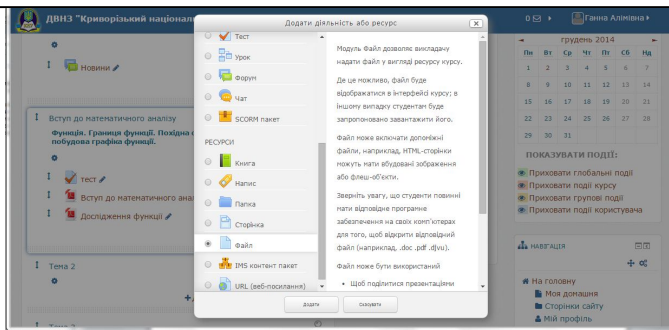 ДВНЗ "Криворізький націонал
Додати діяльність або ресурс
0
Ганна Алімівна
Новини
Вступ до математичного аналізу
Функція. Границя функції. Похідна
побудова графіка функції.
тест
Вступ до математичного ана
Дослідження функції
Тема 2
Тест
Урок
Форум
Чат
SCORM пакет
РЕСУРСИ
Книга
Напис
Папка
Сторінка
Файл
IMS контент пакет
URL (веб-посилання)
Модуль Файл дозволяє викладачу
надати файл у вигляді ресурсу курсу.
Де це можливо, файл буде
відображатися в інтерфейсі курсу; в
іншому випадку студентам буде
запропоновано завантажити його.
Файл може включати допоміжні
файли, наприклад, HTML-сторінки
можуть мати вбудовані зображення
або флеш-об'єкти.
Зверніть увагу, що студенти повинні
мати відповідне програмне
забезпечення на своїх комп'ютерах
для того, щоб відкрити відповідний
файл (наприклад, .doc .pdf .djvu).
Файл може бути використаний
• Щоб поділитися презентаціями
Додати Скасувати
грудень 2014
Пн Вт Ср Чт Пт Сб Нд
1 2 3 4 5 6 7
8 9 10 11 12 13 14
15 16 17 18 19 20 21
22 23 24 25 26 27 28
29 30 31
ПОКАЗУВАТИ ПОДІЇ:
Приховати глобальні події
Приховати події курсу
Приховати групові події
Приховати події користувача
НАВІГАЦІЯ
На головну
Моя домашня
Сторінки сайту
Мій профіль